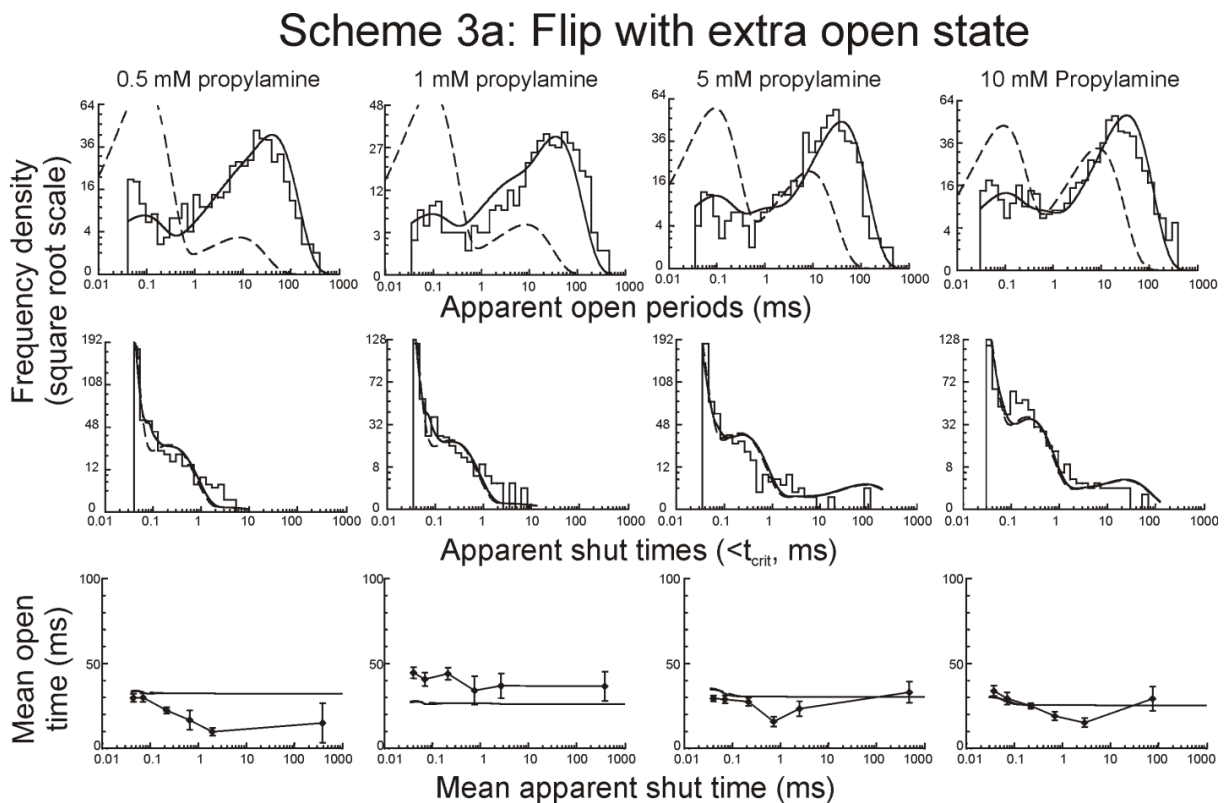 Scheme 3a: Flip with extra open state
0.5 mM propylamine
1 mM propylamine
5 mM propylamine
10 mM Propylamine
Frequency density
(square root scale)
64
36
16
4
0
0.01 0.1 1 10 100 1000
48
27
12
3
0
0.01 0.1 1 10 100 1000
64
36
16
4
0
0.01 0.1 1 10 100 1000
64
36
16
4
0
0.01 0.1 1 10 100 1000
Apparent open periods (ms)
192
108
48
12
0
0.01 0.1 1 10 100 1000
128
72
32
8
0
0.01 0.1 1 10 100 1000
192
108
48
12
0
0.01 0.1 1 10 100 1000
128
72
32
8
0
0.01 0.1 1 10 100 1000
Apparent shut times (<tcrit, ms)
Mean open
time (ms)
100
50
0
0.01 0.1 1 10 100 1000
100
50
0
0.01 0.1 1 10 100 1000
100
50
0
0.01 0.1 1 10 100 1000
100
50
0
0.01 0.1 1 10 100 1000
Mean apparent shut time (ms)